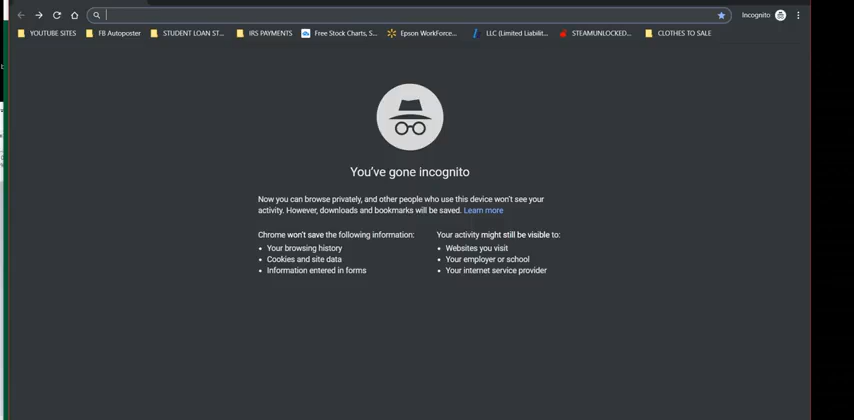 Incognito
YOUTUBE SITES FB Autoposter STUDENT LOAN ST... IRS PAYMENTS Free Stock Charts, S... Epson WorkForce... LLC (Limited Liabilit... STEAMUNLOCKED... CLOTHES TO SALE
You've gone incognito
Now you can browse privately, and other people who use this device won't see your
activity. However, downloads and bookmarks will be saved. Learn more
Chrome won't save the following information:
Your browsing history
Cookies and site data
Information entered in forms
Your activity might still be visible to:
Websites you visit
Your employer or school
Your internet service provider